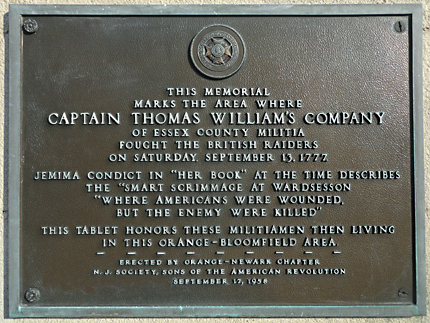 THIS MEMORIAL
MARKS THE AREA WHERE
CAPTAIN THOMAS WILLIAM'S COMPANY
OF ESSEX COUNTY MILITIA
FOUGHT THE BRITISH RAIDERS
ON SATURDAY, SEPTEMBER 13, 1777
JEMIMA CONDICT IN "HER BOOK" AT THE TIME DESCRIBES
THE "SMART SCRIMMAGE AT WARDSESSON
"WHERE AMERICANS WERE WOUNDED,
BUT THE ENEMY WERE KILLED"
THIS TABLET HONORS THESE MILITIAMEN THEN LIVING
IN THIS ORANGE-BLOOMFIELD AREA.
ERECTED BY ORANGE-NEWARK CHAPTER
N. J. SOCIETY, SONS OF THE AMERICAN REVOLUTION
SEPTEMBER 17, 1958